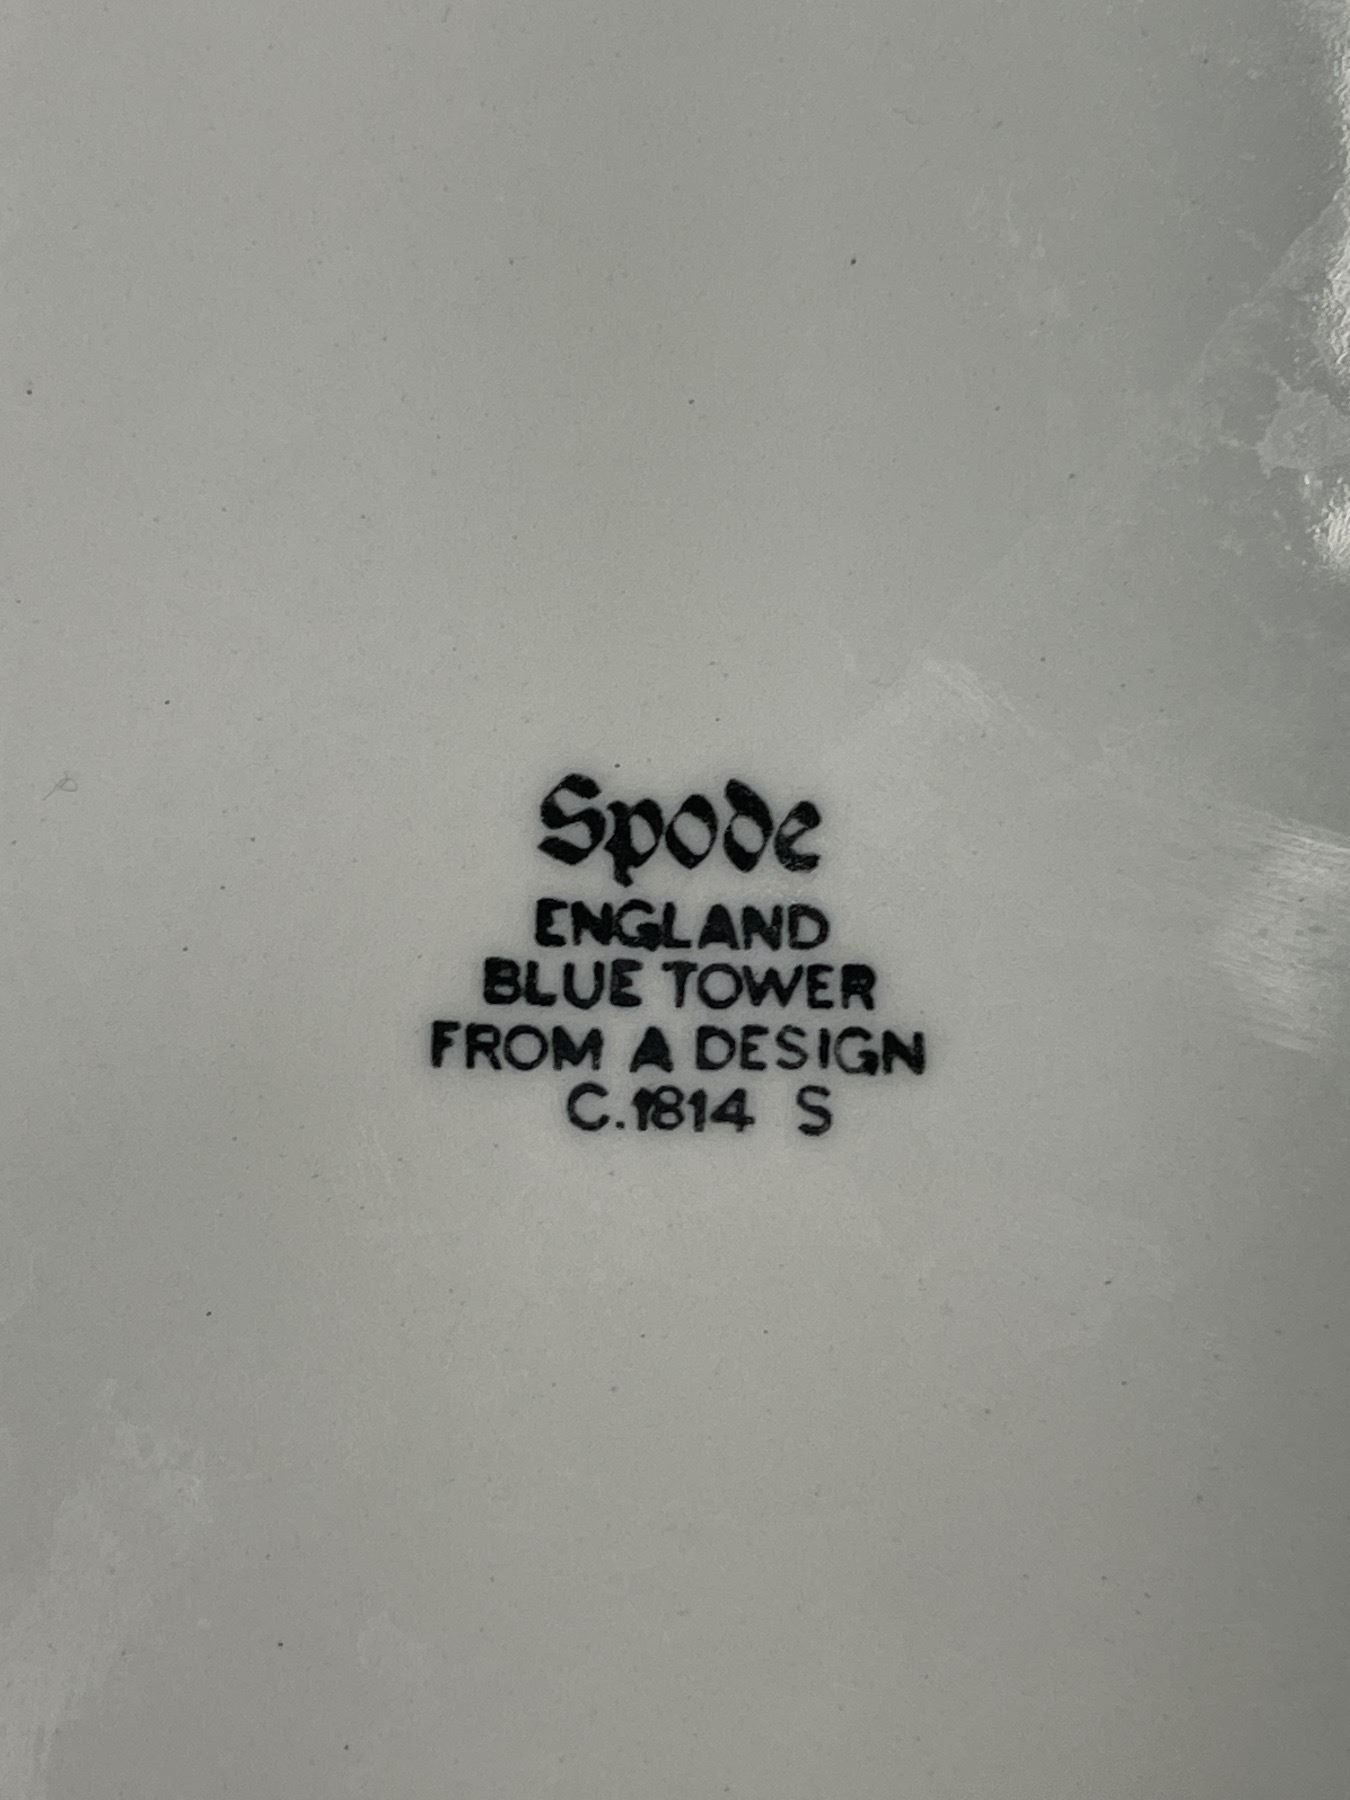 Spode
ENGLAND
BLUE TOWER
FROM A DESIGN
C.1814 S